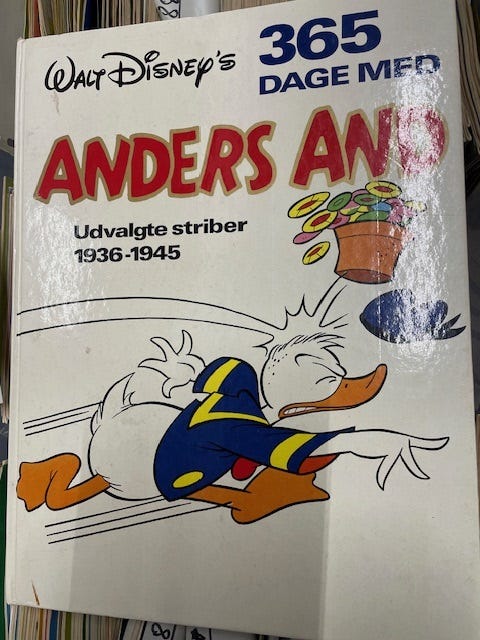 WALT DISNEY'S
365
DAGE MED
ANDERS AND
Udvalgte striber
1936-1945